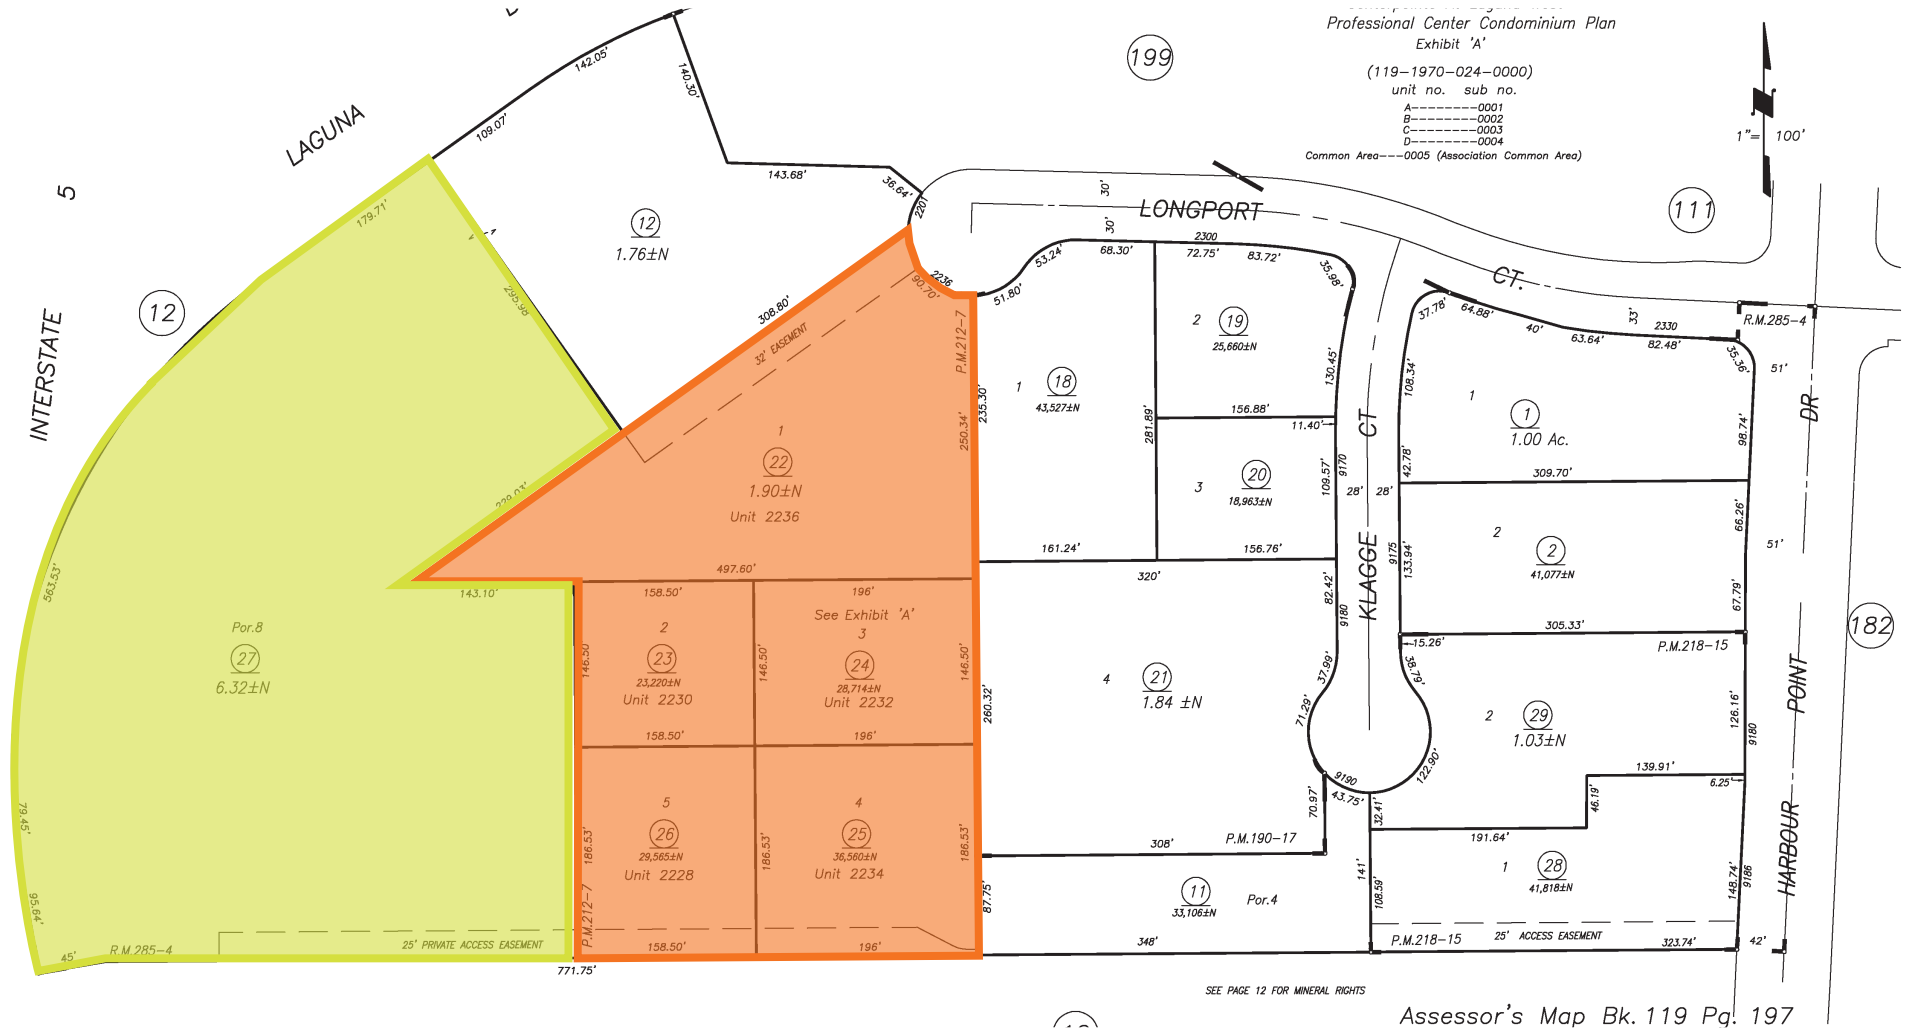 Professional Center Condominium Plan
Exhibit 'A'
(119-1970-024-0000)
unit no. sub no.
A--------0001
B--------0002
C--------0003
D--------0004
Common Area---0005 (Association Common Area)
199
1"= 100'
111
142.05'
140.30'
109.07'
LAGUNA
5
143.68'
36.64'
2201
30'
30'
LONGPORT
CT.
179.71'
12
1.76±N
12
INTERSTATE
295.98
308.80'
32' EASEMENT
90.70'
2236
51.80'
53.24'
68.30'
2300
72.75'
83.72'
35.98'
37.78'
64.88'
40'
63.64'
33'
2330
82.48'
R.M.285-4
35.36'
51'
P.M.212-7
235.30'
250.34'
1
18
43,527±N
2
19
25,660±N
130.45'
108.34'
1
1
1.00 Ac.
98.74'
DR
281.89'
156.88'
11.40'
KLAGGE CT
42.78'
309.70'
1
22
1.90±N
Unit 2236
3
20
18,963±N
109.57'
9170
28'
28'
66.26'
51'
229.03'
161.24'
156.76'
9175
133.94'
2
2
41,077±N
563.53'
143.10'
497.60'
320'
82.42'
9180
67.79'
158.50'
196'
See Exhibit 'A'
305.33'
15.26'
P.M.218-15
182
Por.8
27
6.32±N
146.50'
2
23
23,220±N
Unit 2230
146.50'
3
24
28,714±N
Unit 2232
146.50'
260.32'
4
21
1.84 ±N
37.99'
38.79'
71.29'
2
29
1.03±N
126.16'
9180
POINT
158.50'
196'
122.90'
9190
43.75'
139.91'
6.25'
79.45'
186.53'
5
26
29,565±N
Unit 2228
186.53'
4
25
36,560±N
Unit 2234
186.53'
70.97'
32.41'
46.19'
191.64'
HARBOUR
308'
P.M.190-17
87.75'
11
33,106±N
Por.4
141'
108.59'
1
28
41,818±N
148.74'
9186
95.64'
P.M.212-7
45'
R.M.285-4
25' PRIVATE ACCESS EASEMENT
158.50'
196'
348'
P.M.218-15
25' ACCESS EASEMENT
323.74'
42'
771.75'
SEE PAGE 12 FOR MINERAL RIGHTS
Assessor's Map Bk. 119 Pg. 197